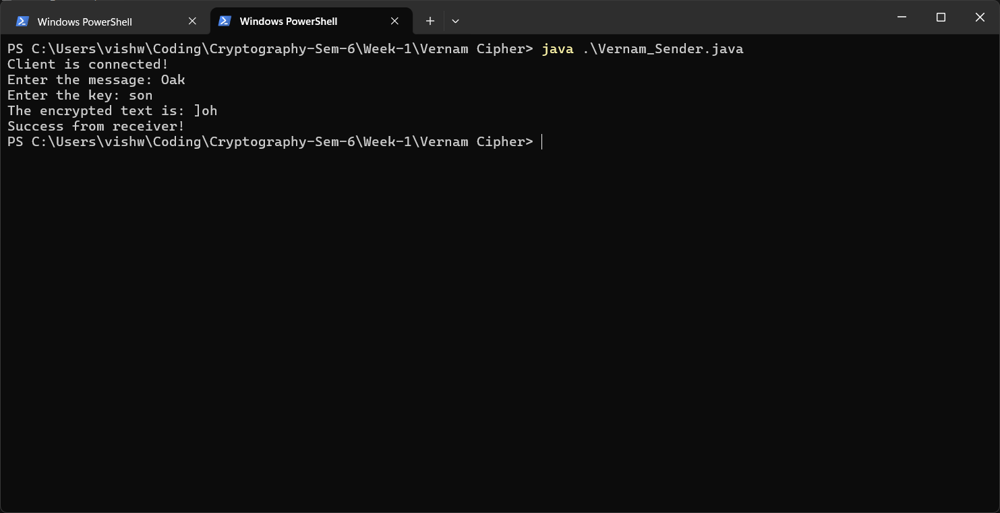 Windows PowerShell
Windows PowerShell
PS C:\Users\vishw\Coding\Cryptography-Sem-6\Week-1\Vernam Cipher> java .\Vernam_Sender.java
Client is connected!
Enter the message: Oak
Enter the key: son
The encrypted text is: ]oh
Success from receiver!
PS C:\Users\vishw\Coding\Cryptography-Sem-6\Week-1\Vernam Cipher>